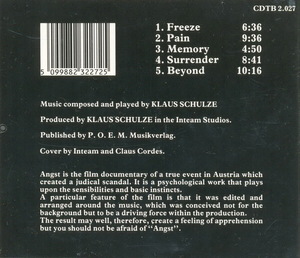 CDTB 2.027
1. Freeze 6:36
2. Pain 9:36
3. Memory 4:50
4. Surrender 8:41
5. Beyond 10:16
5 099882 322725
Music composed and played by KLAUS SCHULZE
Produced by KLAUS SCHULZE in the Inteam Studios.
Published by P. O. E. M. Musikverlag.
Cover by Inteam and Claus Cordes.
Angst is the film documentary of a true event in Austria which
created a judical scandal. It is a psychological work that plays
upon the sensibilities and basic instincts.
A particular feature of the film is that it was edited and
arranged around the music, which was conceived not for the
background but to be a driving force within the production.
The result may well, therefore, create a feeling of apprehension
but you should not be afraid of "Angst".